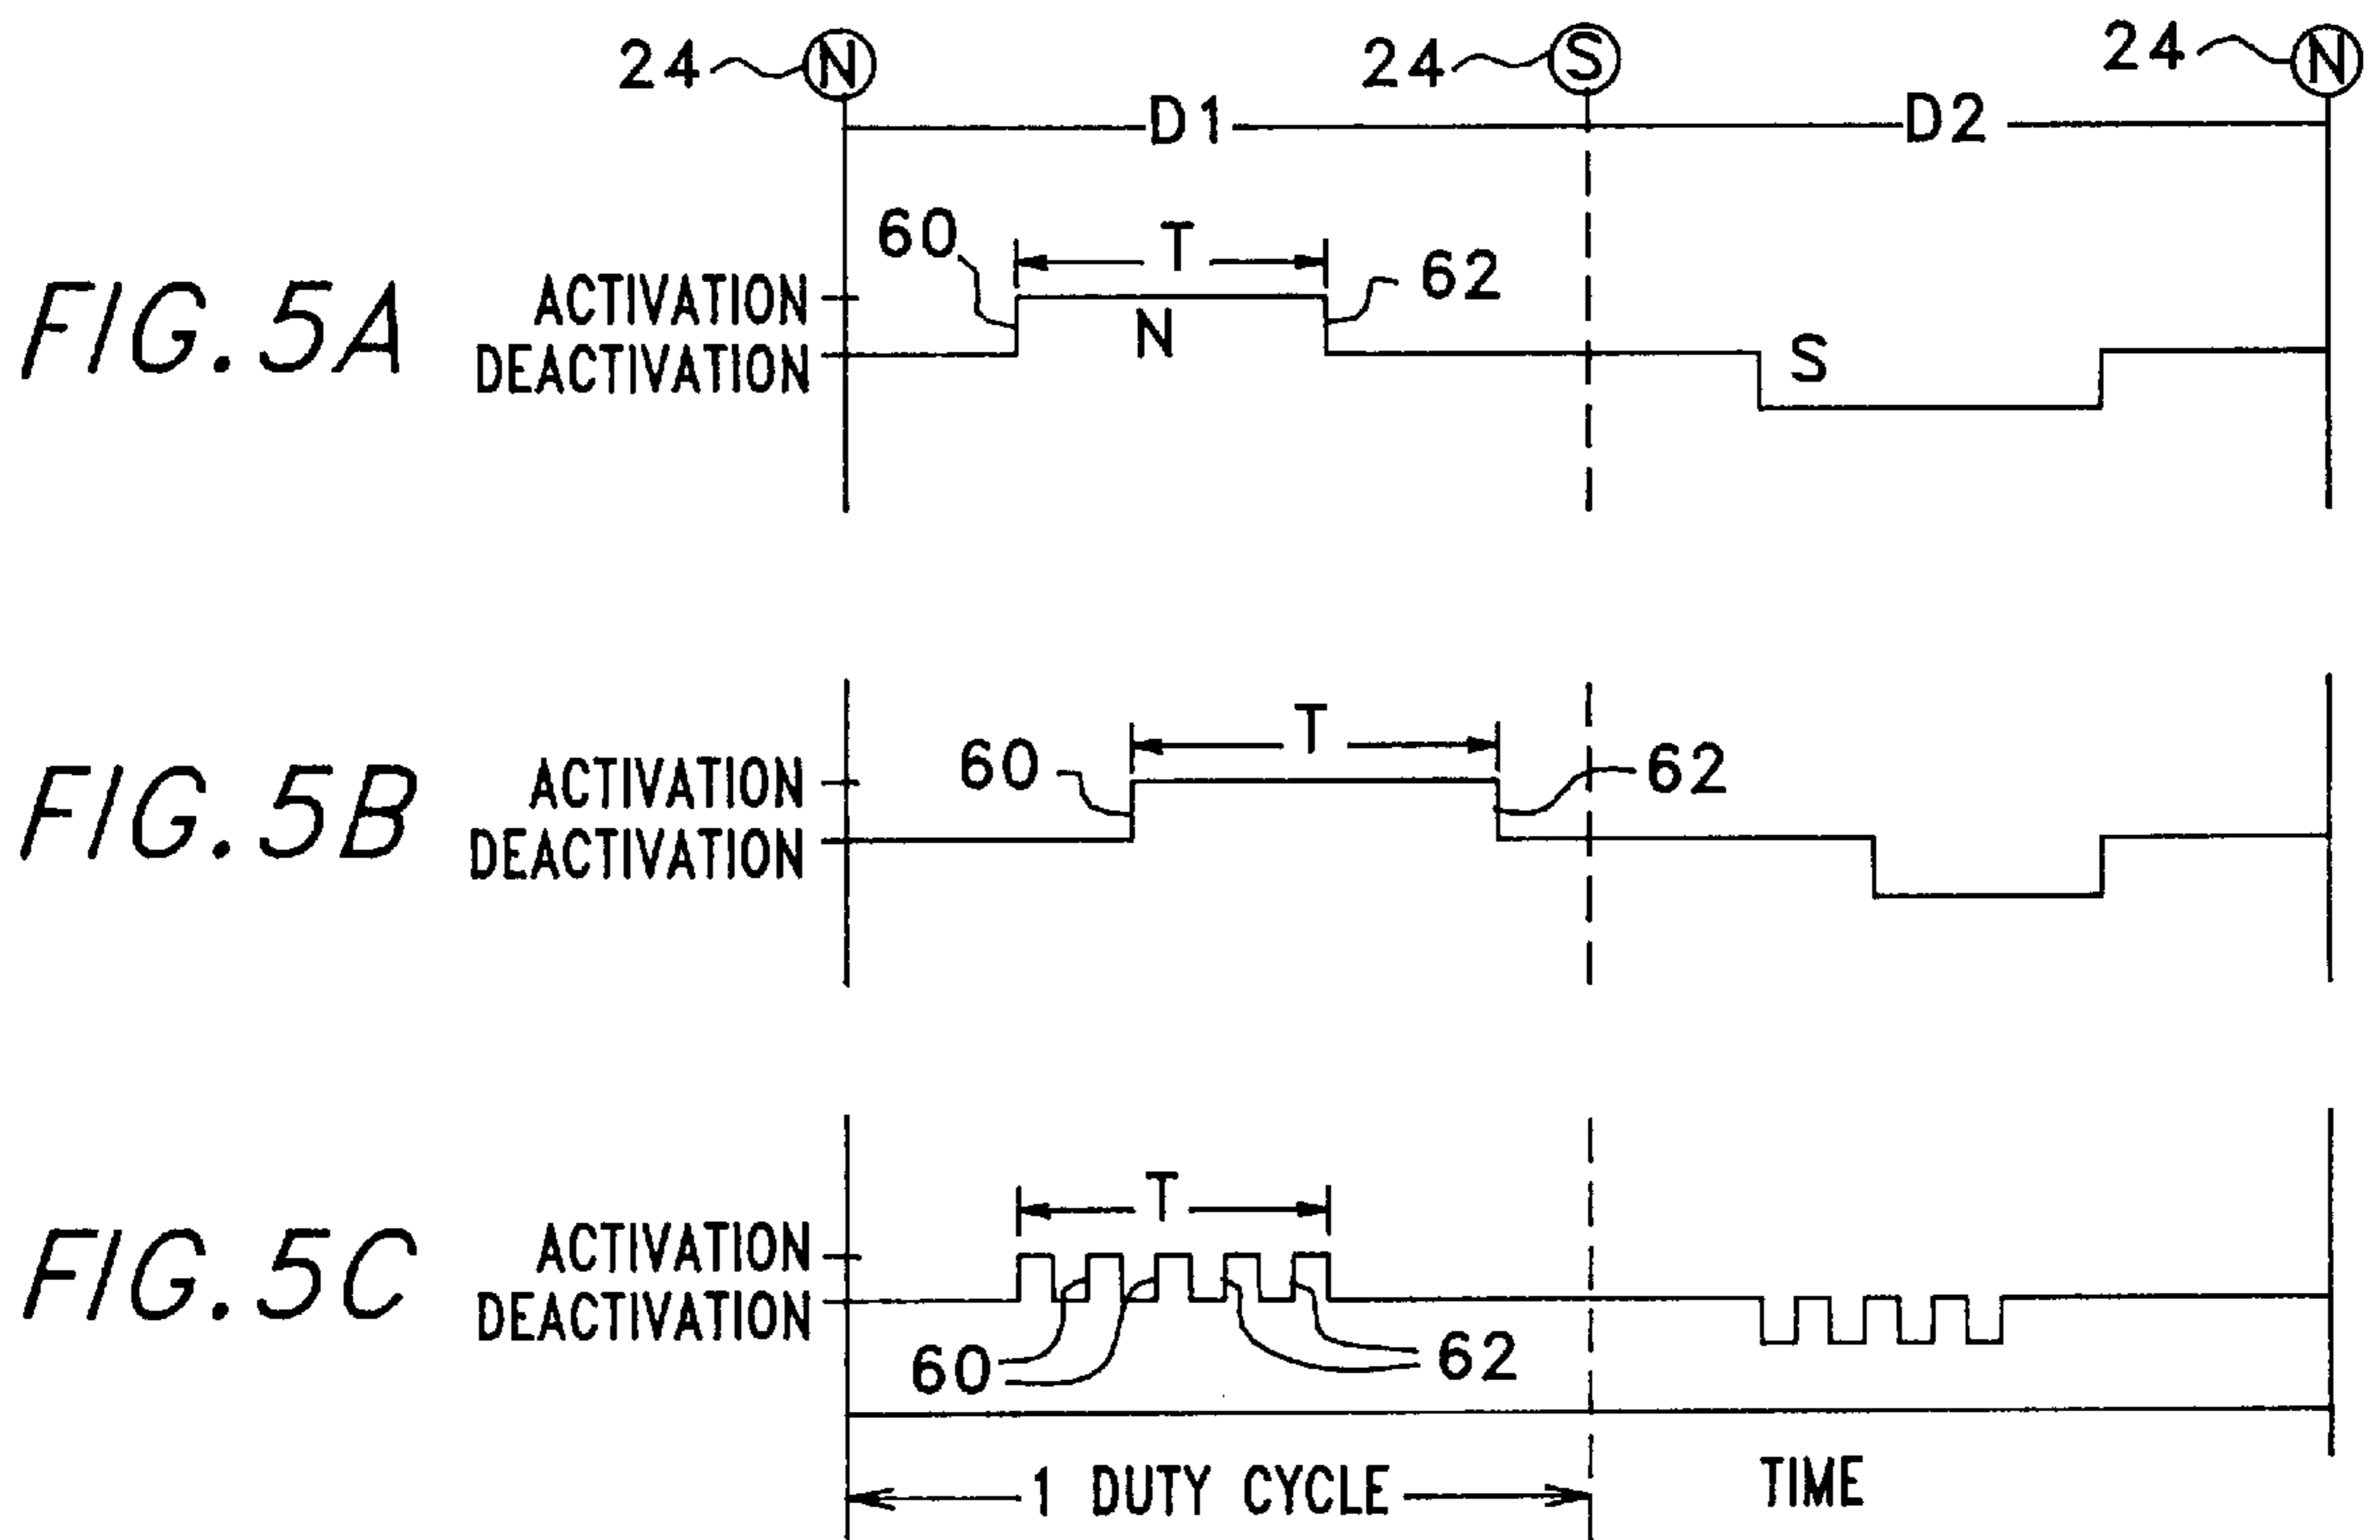 24 N 24 S 24 N
D1 D2
60 T 62
FIG.5A
ACTIVATION
DEACTIVATION
N
S
T
60 62
FIG.5B
ACTIVATION
DEACTIVATION
T
FIG.5C
ACTIVATION
DEACTIVATION
60 62
1 DUTY CYCLE TIME